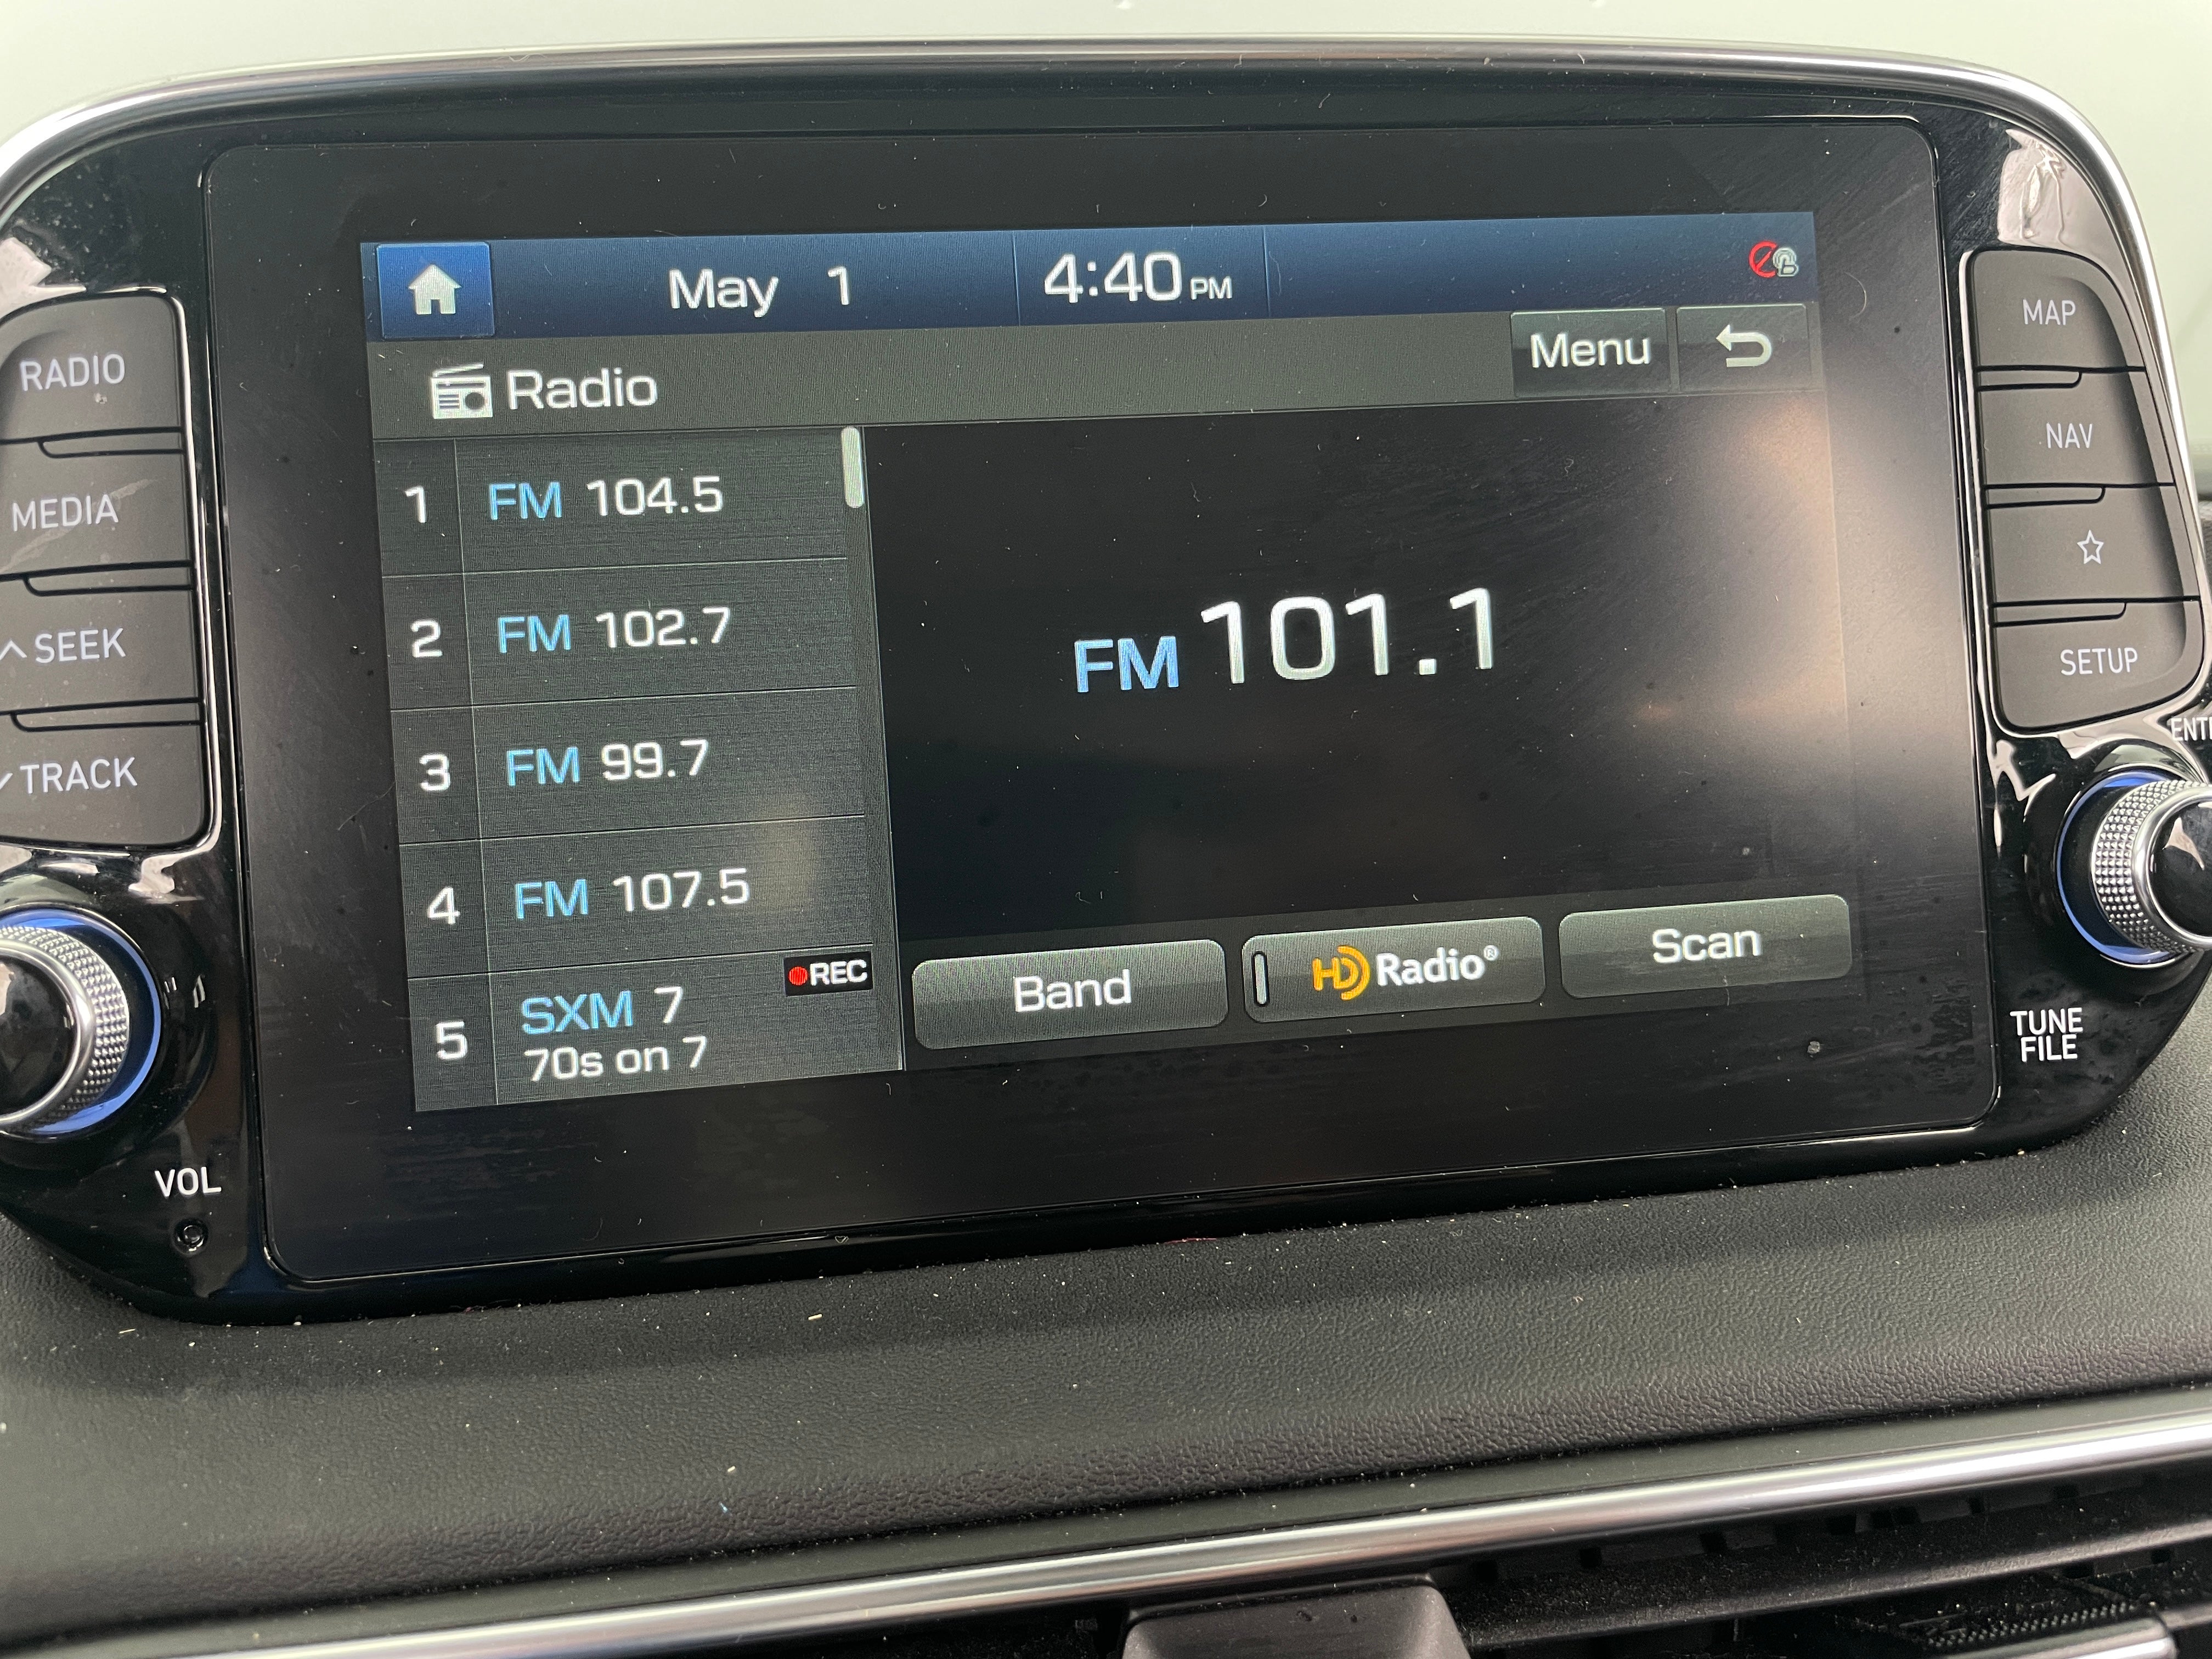 May 1 4:40 PM
Radio Menu
1 FM 104.5
2 FM 102.7
3 FM 99.7
4 FM 107.5
5 SXM 7 REC
70s on 7
FM 101.1
Band HD Radio® Scan
RADIO
MEDIA
SEEK
TRACK
VOL
MAP
NAV
SETUP
TUNE
FILE